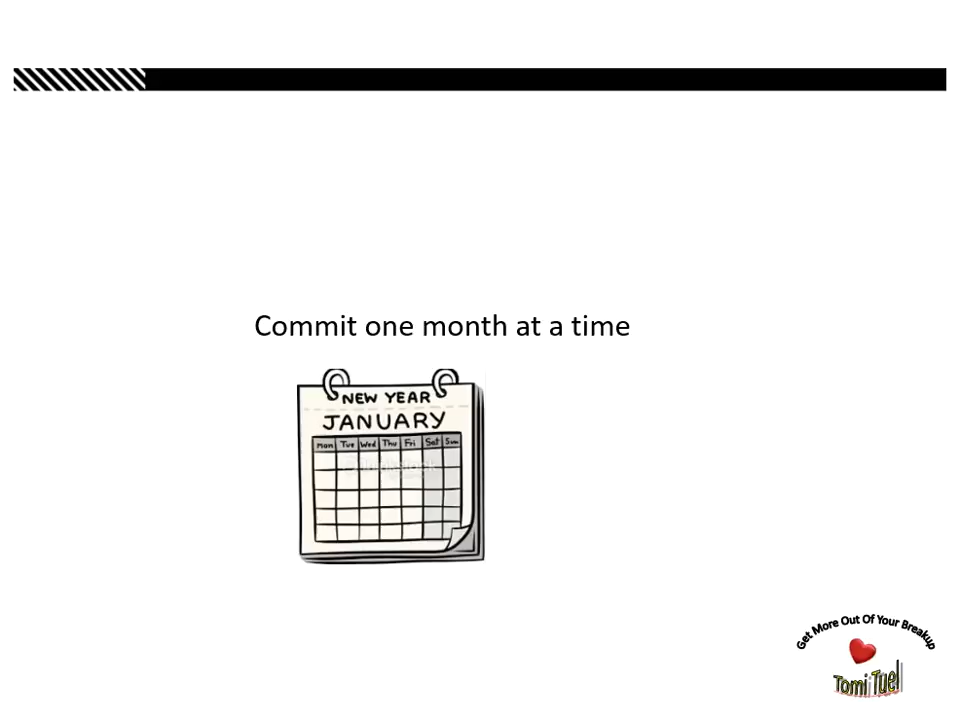 Commit one month at a time
NEW YEAR
JANUARY
Mon Tue Wed Thu Fri Sat Sun
Get More Out Of Your Breakup
Tomi Tuel